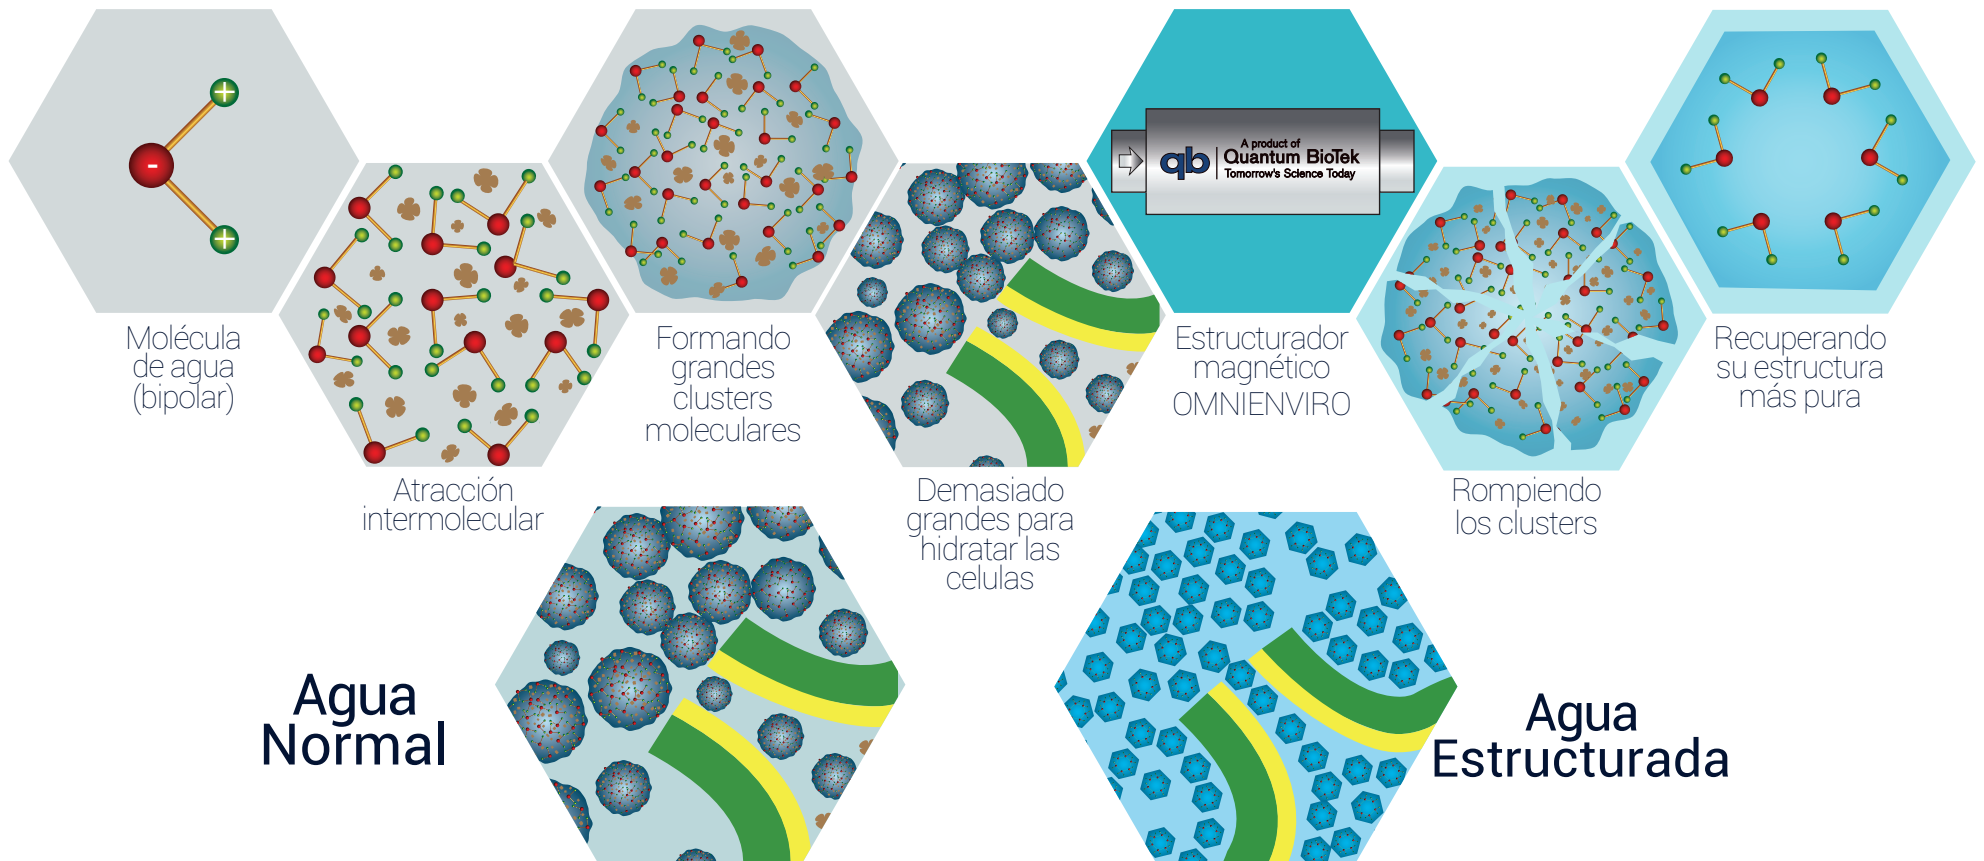 Molécula
de agua
(bipolar)
Atracción
intermolecular
Formando
grandes
clusters
moleculares
Demasiado
grandes para
hidratar las
celulas
A product of
qb
Quantum BioTek
Tomorrow's Science Today
Estructurador
magnético
OMNIENVIRO
Rompiendo
los clusters
Recuperando
su estructura
más pura
Agua
Normal
Agua
Estructurada